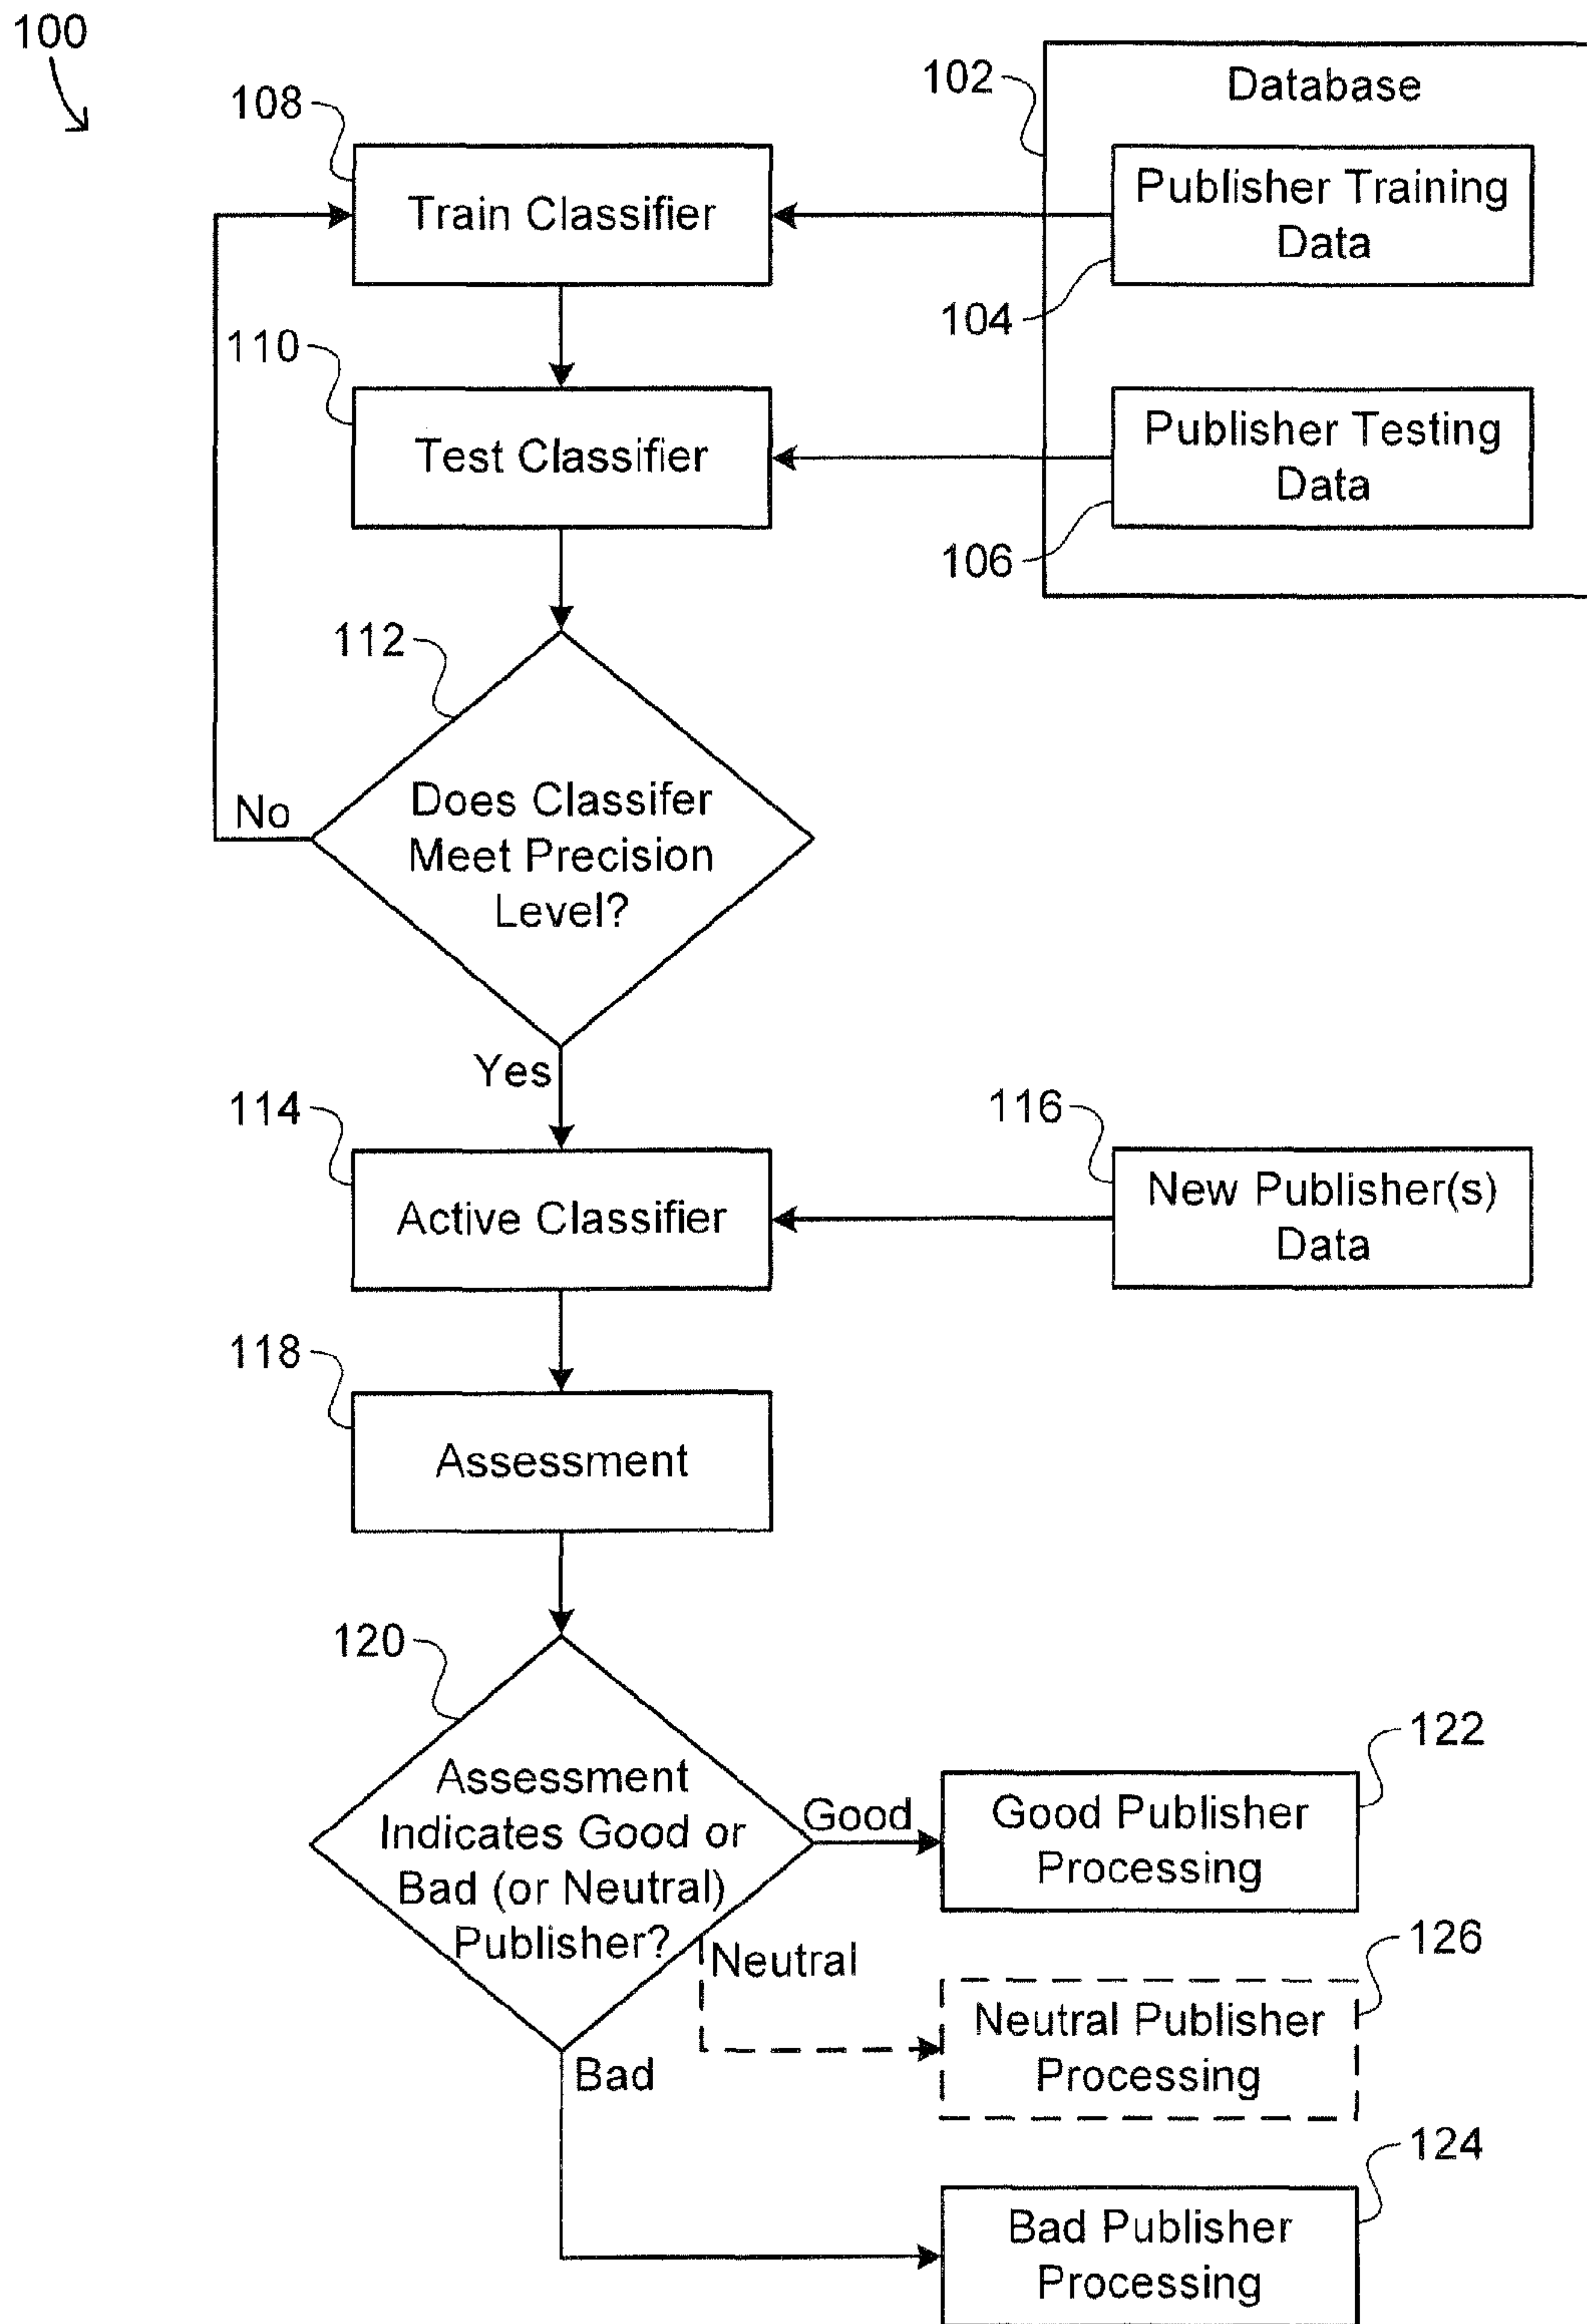 100
108
102
Database
Train Classifier
Publisher Training
Data
104
110
Test Classifier
Publisher Testing
Data
106
112
Does Classifer
Meet Precision
Level?
No
Yes
114
Active Classifier
116
New Publisher(s)
Data
118
Assessment
120
Assessment
Indicates Good or
Bad (or Neutral)
Publisher?
Good
122
Good Publisher
Processing
Neutral
126
Neutral Publisher
Processing
Bad
124
Bad Publisher
Processing